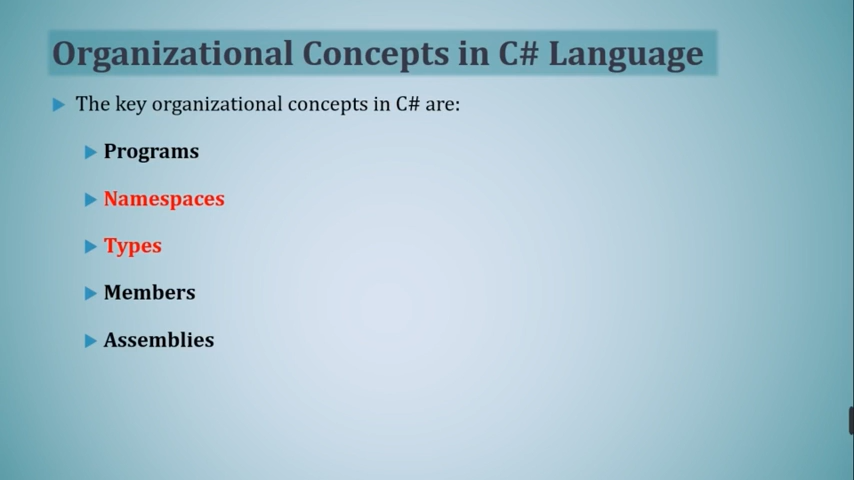 Organizational Concepts in C# Language
The key organizational concepts in C# are:
Programs
Namespaces
Types
Members
Assemblies